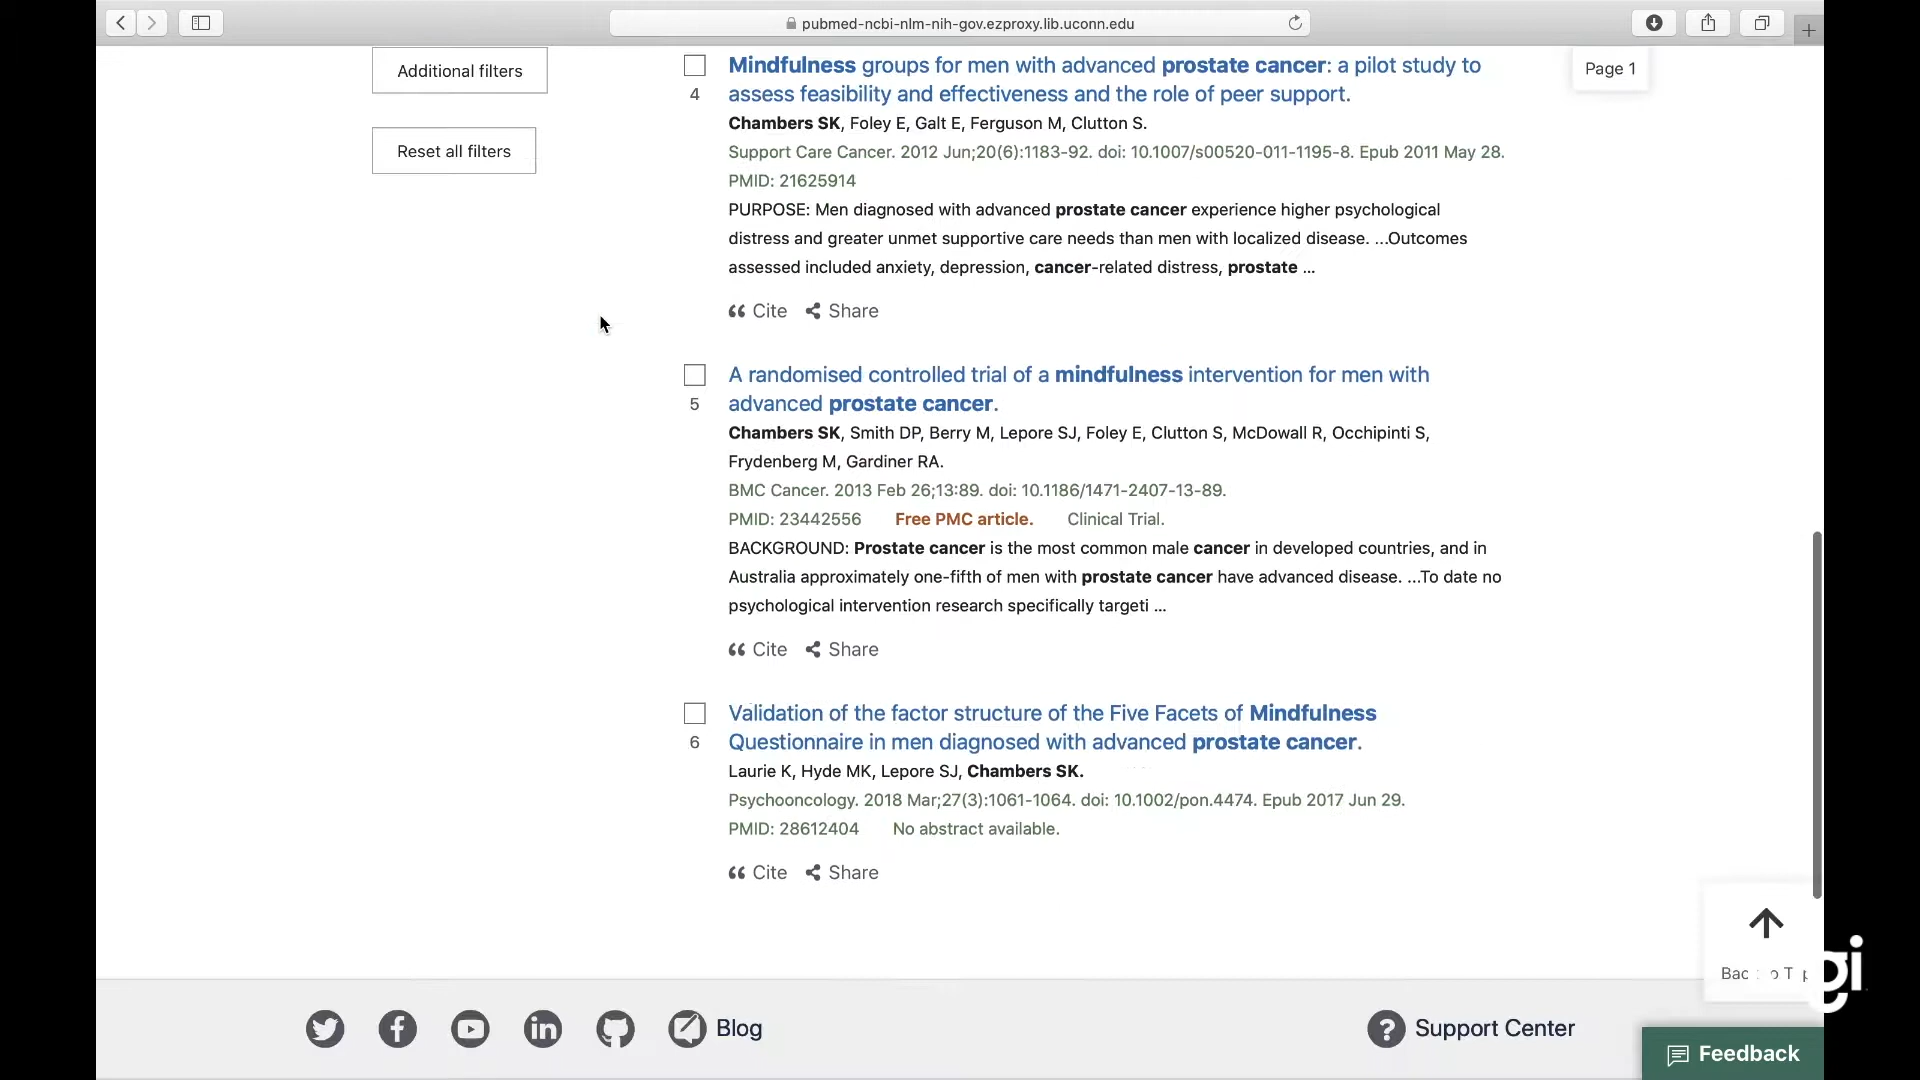 pubmed-ncbi-nlm-nih-gov.ezproxy.lib.uconn.edu
Additional filters
Reset all filters
Page 1
Mindfulness groups for men with advanced prostate cancer: a pilot study to
4
assess feasibility and effectiveness and the role of peer support.
Chambers SK, Foley E, Galt E, Ferguson M, Clutton S.
Support Care Cancer. 2012 Jun;20(6):1183-92. doi: 10.1007/s00520-011-1195-8. Epub 2011 May 28.
PMID: 21625914
PURPOSE: Men diagnosed with advanced prostate cancer experience higher psychological
distress and greater unmet supportive care needs than men with localized disease. ...Outcomes
assessed included anxiety, depression, cancer-related distress, prostate ...
Cite Share
A randomised controlled trial of a mindfulness intervention for men with
5
advanced prostate cancer.
Chambers SK, Smith DP, Berry M, Lepore SJ, Foley E, Clutton S, McDowall R, Occhipinti S,
Frydenberg M, Gardiner RA.
BMC Cancer. 2013 Feb 26;13:89. doi: 10.1186/1471-2407-13-89.
PMID: 23442556 Free PMC article. Clinical Trial.
BACKGROUND: Prostate cancer is the most common male cancer in developed countries, and in
Australia approximately one-fifth of men with prostate cancer have advanced disease. ...To date no
psychological intervention research specifically targeti ...
Cite Share
Validation of the factor structure of the Five Facets of Mindfulness
6
Questionnaire in men diagnosed with advanced prostate cancer.
Laurie K, Hyde MK, Lepore SJ, Chambers SK.
Psychooncology. 2018 Mar;27(3):1061-1064. doi: 10.1002/pon.4474. Epub 2017 Jun 29.
PMID: 28612404 No abstract available.
Cite Share
gi
Blog
Support Center
Feedback